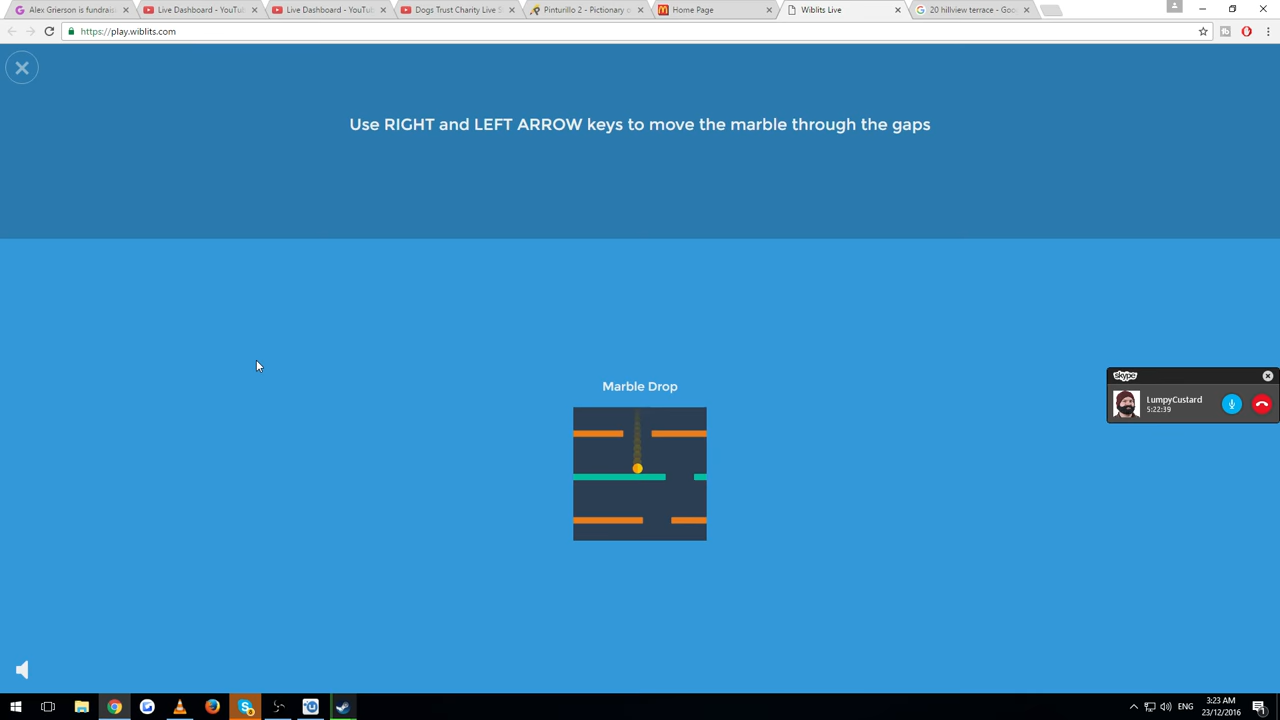 Alex Grierson is fundrais
Live Dashboard - YouTu
Live Dashboard - YouTu
Dogs Trust Charity Live S
Pinturillo 2 - Pictionary o
Home Page
Wiblits Live
20 hillview terrace - Goo
https://play.wiblits.com
Use RIGHT and LEFT ARROW keys to move the marble through the gaps
Marble Drop
skype
LumpyCustard
5:22:39
ENG
3:23 AM
23/12/2016